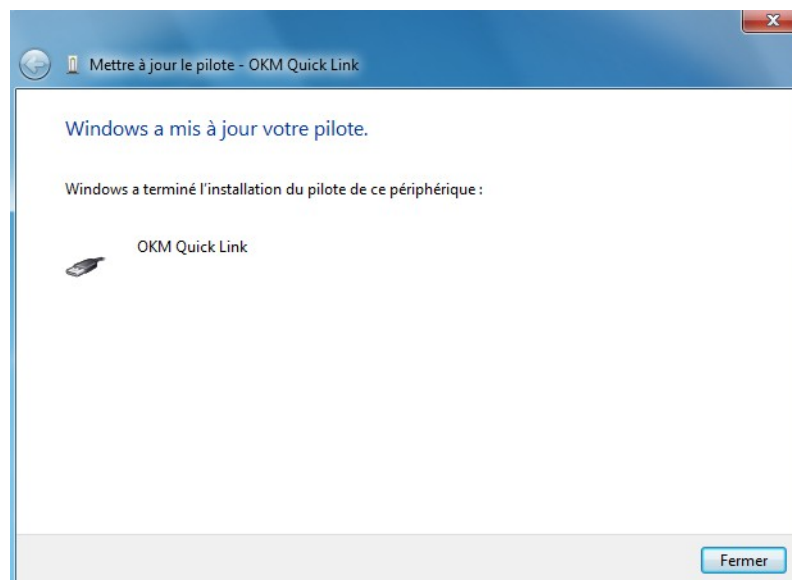 x
Mettre à jour le pilote - OKM Quick Link
Windows a mis à jour votre pilote.
Windows a terminé l'installation du pilote de ce périphérique :
OKM Quick Link
Fermer